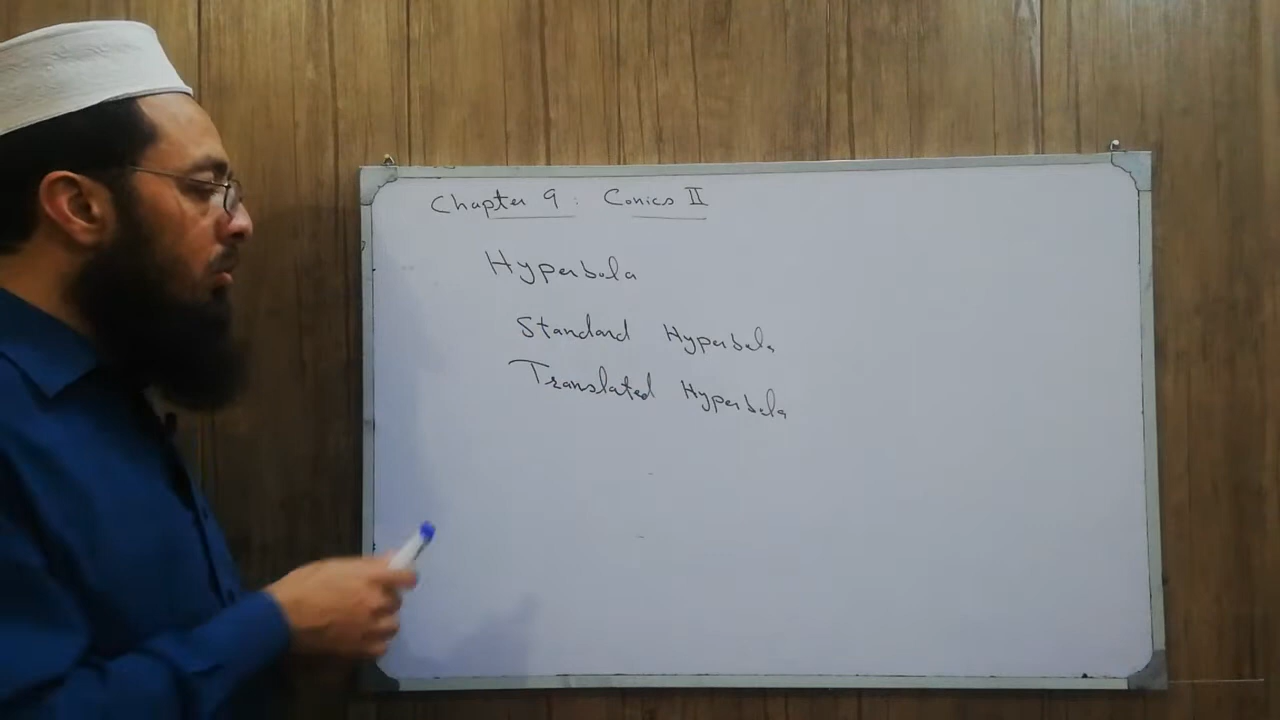 Chapter 9 : Conics II
Hyperbola
Standard Hyperbola
Translated Hyperbola